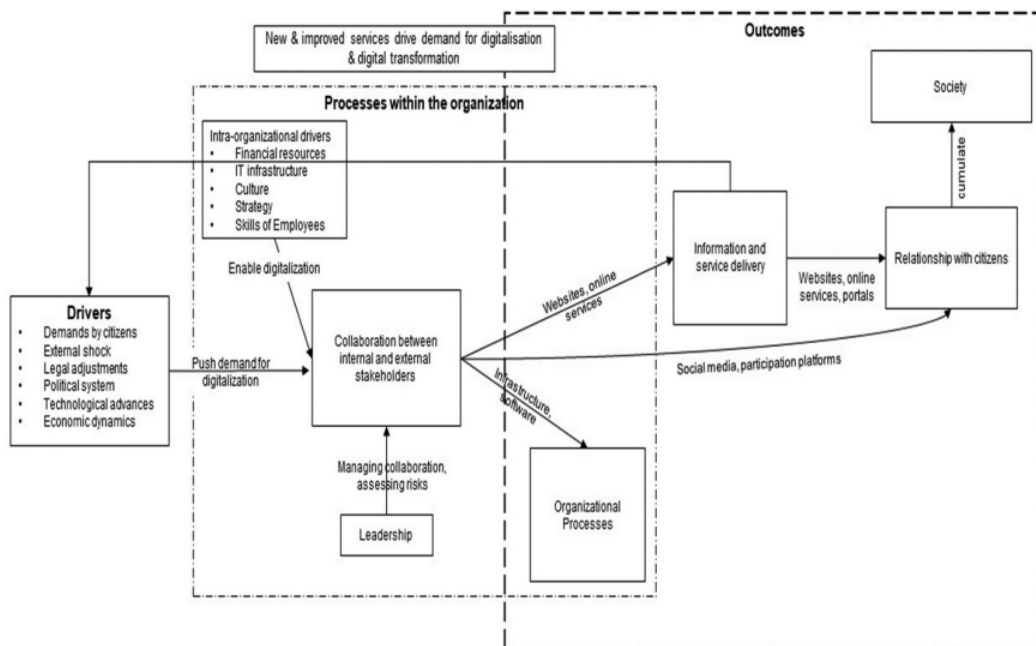 New & improved services drive demand for digitalisation
& digital transformation
Outcomes
Processes within the organization
Society
Intra-organizational drivers
• Financial resources
• IT infrastructure
• Culture
• Strategy
• Skills of Employees
cumulate
Enable digitalization
Information and
service delivery
Relationship with citizens
Websites, online
services
Websites, online
services, portals
Drivers
• Demands by citizens
• External shock
• Legal adjustments
• Political system
• Technological advances
• Economic dynamics
Push demand for
digitalization
Collaboration between
internal and external
stakeholders
Social media, participation platforms
Infrastructure,
software
Managing collaboration,
assessing risks
Organizational
Processes
Leadership